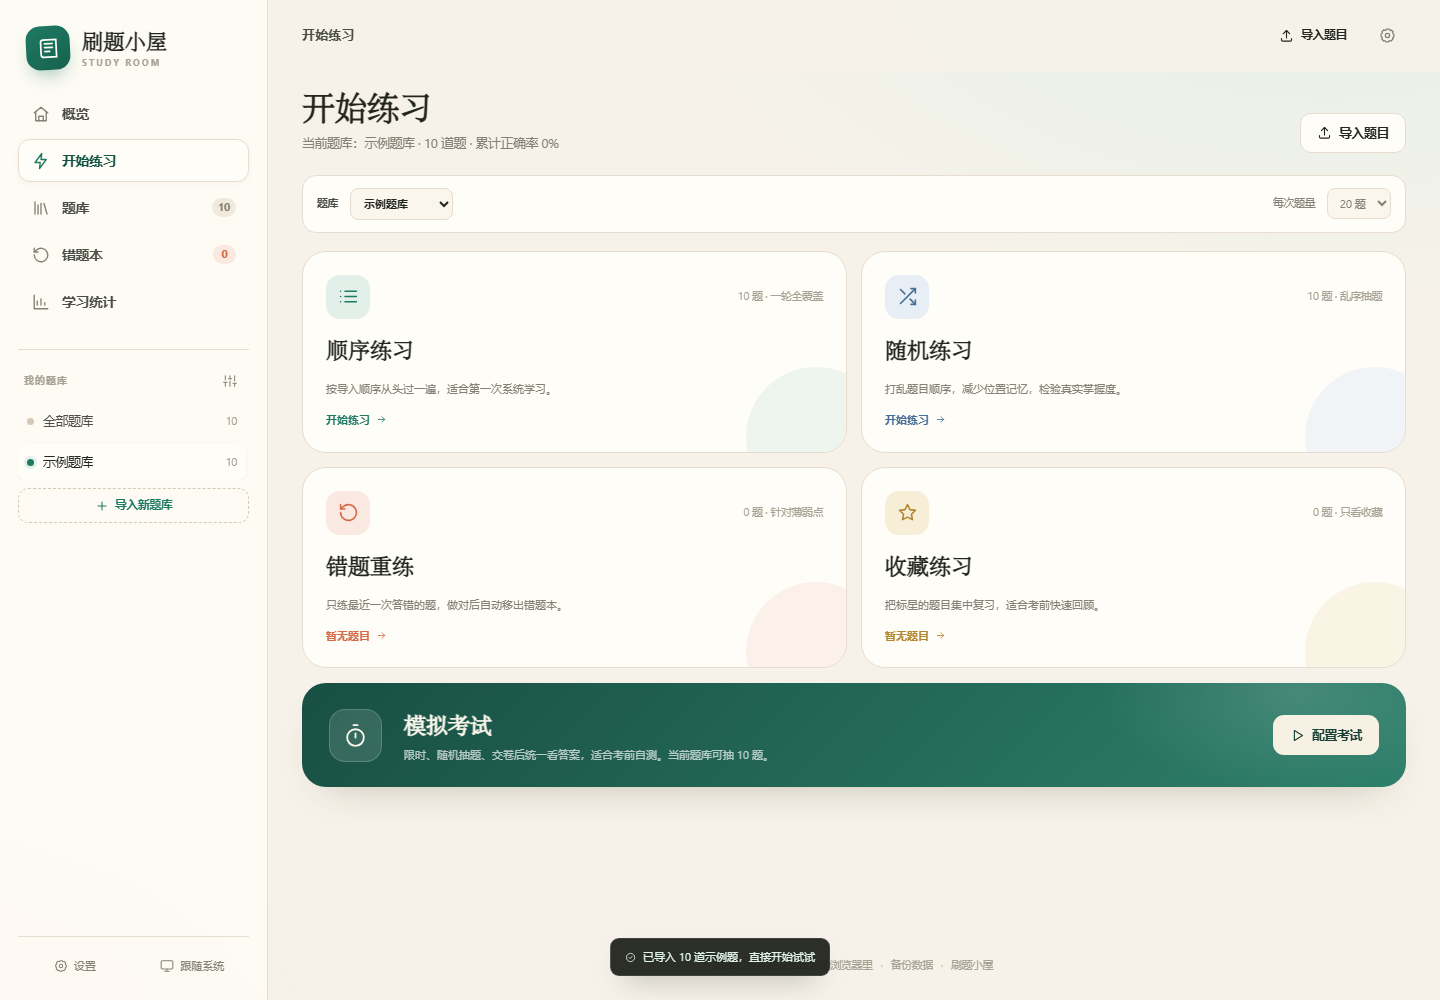 刷题小屋
STUDY ROOM
概览
开始练习
题库 10
错题本 0
学习统计
我的题库
全部题库 10
示例题库 10
导入新题库
设置 跟随系统
开始练习 导入题目
开始练习
当前题库：示例题库 · 10 道题 · 累计正确率 0%
导入题目
题库 示例题库 每次题量 20 题
10 题 · 一轮全覆盖
顺序练习
按导入顺序从头过一遍，适合第一次系统学习。
开始练习 →
10 题 · 乱序抽题
随机练习
打乱题目顺序，减少位置记忆，检验真实掌握度。
开始练习 →
0 题 · 针对薄弱点
错题重练
只练最近一次答错的题，做对后自动移出错题本。
暂无题目 →
0 题 · 只看收藏
收藏练习
把标星的题目集中复习，适合考前快速回顾。
暂无题目 →
模拟考试
限时、随机抽题、交卷后统一看答案，适合考前自测。当前题库可抽 10 题。
配置考试
已导入 10 道示例题，直接开始试试
浏览器里 · 备份数据 · 刷题小屋